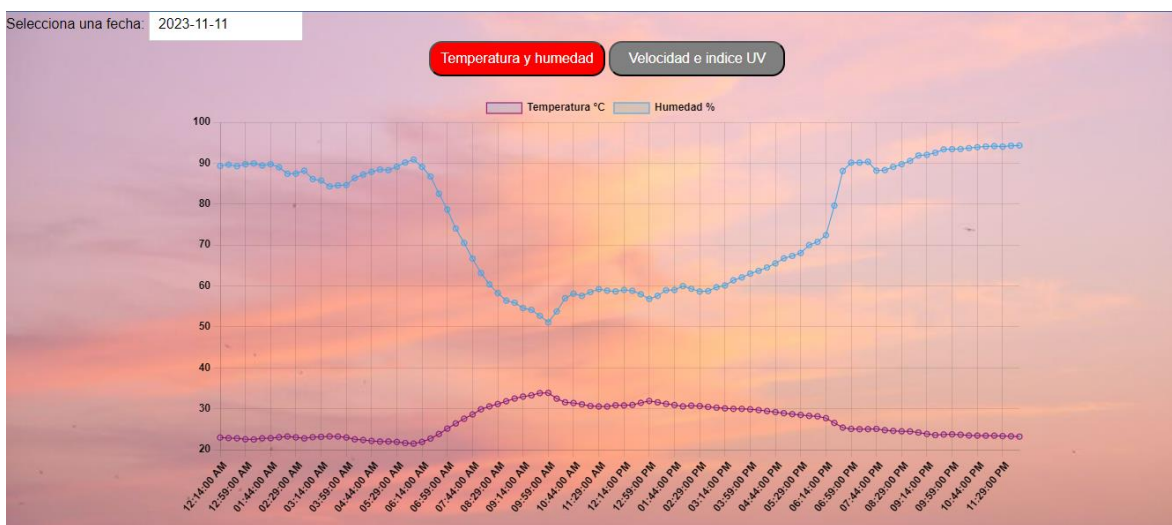 Selecciona una fecha: 2023-11-11
Temperatura y humedad Velocidad e indice UV
Temperatura °C Humedad %
100
90
80
70
60
50
40
30
20
12:14:00 AM
12:59:00 AM
01:44:00 AM
02:29:00 AM
03:14:00 AM
03:59:00 AM
04:44:00 AM
05:29:00 AM
06:14:00 AM
06:59:00 AM
07:44:00 AM
08:29:00 AM
09:14:00 AM
09:59:00 AM
10:44:00 AM
11:29:00 AM
12:14:00 PM
12:59:00 PM
01:44:00 PM
02:29:00 PM
03:14:00 PM
03:59:00 PM
04:44:00 PM
05:29:00 PM
06:14:00 PM
06:59:00 PM
07:44:00 PM
08:29:00 PM
09:14:00 PM
09:59:00 PM
10:44:00 PM
11:29:00 PM